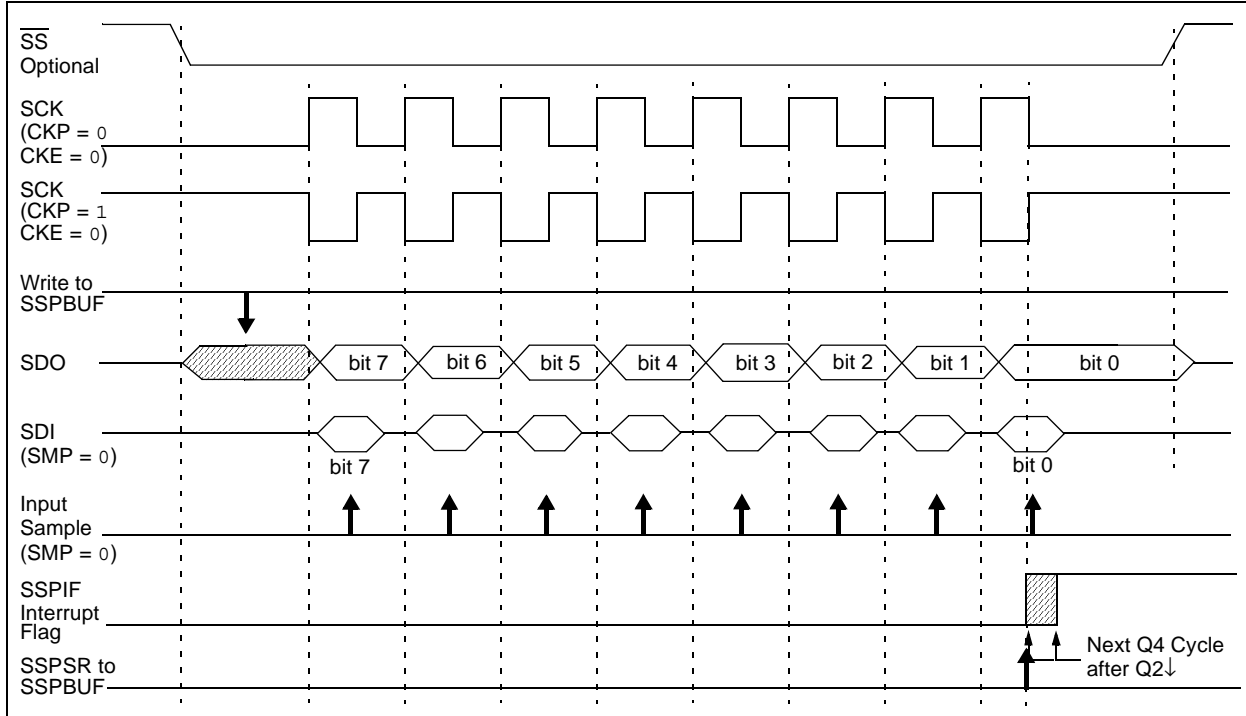 SS
Optional
SCK
(CKP = 0
CKE = 0)
SCK
(CKP = 1
CKE = 0)
Write to
SSPBUF
SDO
bit 7
bit 6
bit 5
bit 4
bit 3
bit 2
bit 1
bit 0
SDI
(SMP = 0)
bit 7
bit 0
Input
Sample
(SMP = 0)
SSPIF
Interrupt
Flag
Next Q4 Cycle
after Q2↓
SSPSR to
SSPBUF